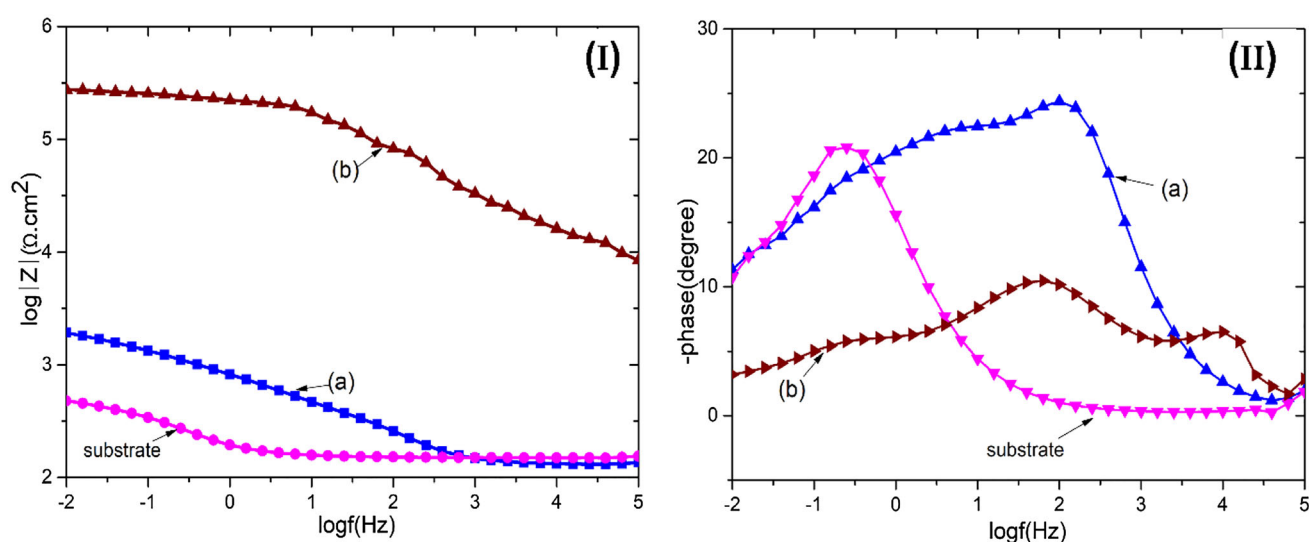 (I)
log|Z|(Ω.cm2)
6
5
4
3
2
(b)
(a)
substrate
-2 -1 0 1 2 3 4 5
logf(Hz)
(II)
-phase(degree)
30
20
10
0
(a)
(b)
substrate
-2 -1 0 1 2 3 4 5
logf(Hz)